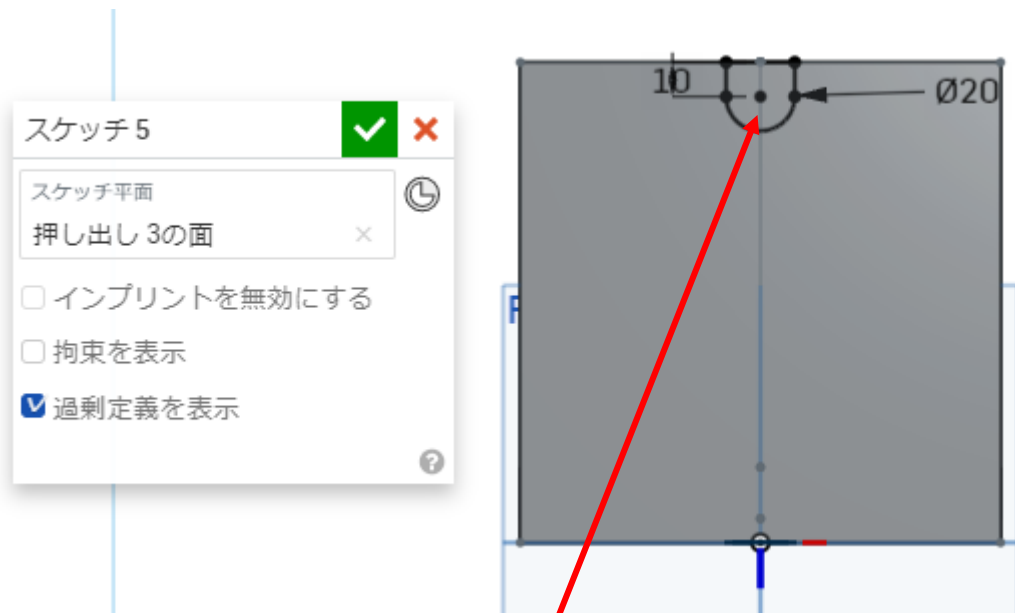 スケッチ 5
スケッチ平面
押し出し 3の面
インプリントを無効にする
拘束を表示
過剰定義を表示
10
Ø20